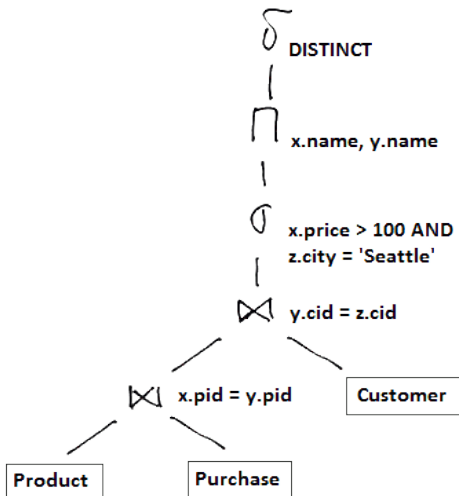 δ
DISTINCT
Π
x.name, y.name
σ
x.price > 100 AND
z.city = 'Seattle'
⋈
y.cid = z.cid
⋈
x.pid = y.pid
Customer
Product
Purchase